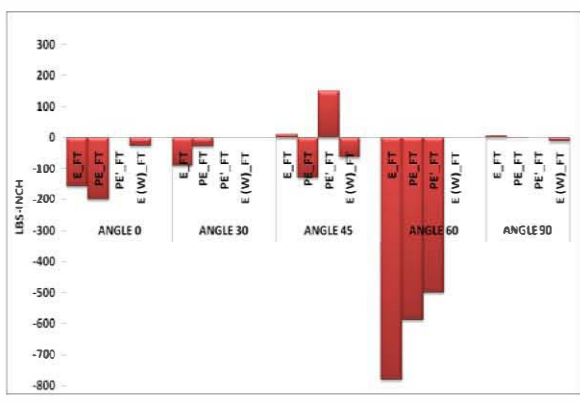 300
200
100
0
-100
-200
-300
-400
-500
-600
-700
-800
LBS-INCH
E_FT
PE_FT
PE'_FT
E (W)_FT
E_FT
PE_FT
PE'_FT
E (W)_FT
E_FT
PE_FT
PE'_FT
E (W)_FT
E_FT
PE_FT
PE'_FT
E (W)_FT
E_FT
PE_FT
PE'_FT
E (W)_FT
ANGLE 0
ANGLE 30
ANGLE 45
ANGLE 60
ANGLE 90